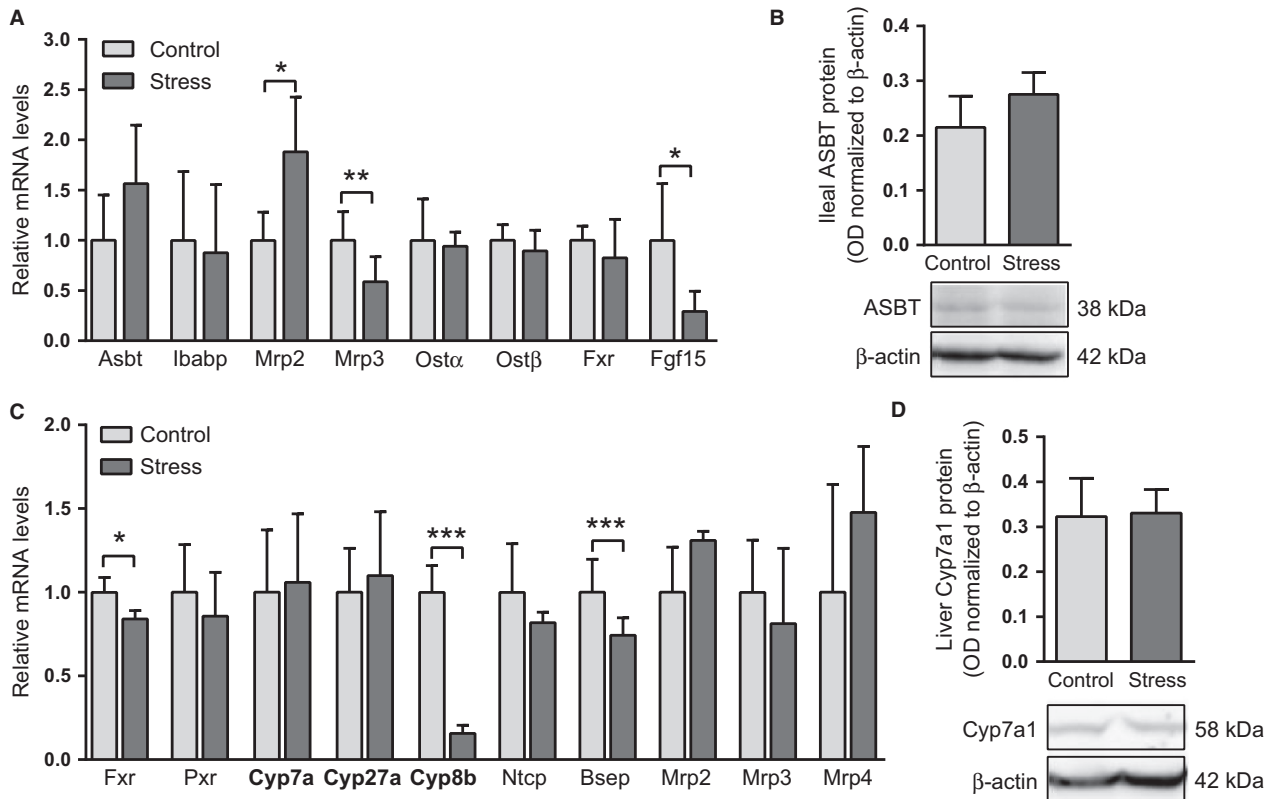 A
Relative mRNA levels
3.0
2.5
2.0
1.5
1.0
0.5
0.0
Control
Stress
*
**
*
Asbt Ibabp Mrp2 Mrp3 Ostα Ostβ Fxr Fgf15
B
Ileal ASBT protein
(OD normalized to β-actin)
0.4
0.3
0.2
0.1
0.0
Control Stress
ASBT 38 kDa
β-actin 42 kDa
C
Relative mRNA levels
2.0
1.5
1.0
0.5
0.0
Control
Stress
*
***
***
Fxr Pxr Cyp7a Cyp27a Cyp8b Ntcp Bsep Mrp2 Mrp3 Mrp4
D
Liver Cyp7a1 protein
(OD normalized to β-actin)
0.5
0.4
0.3
0.2
0.1
0.0
Control Stress
Cyp7a1 58 kDa
β-actin 42 kDa